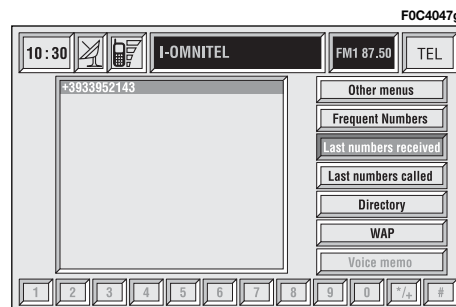 F0C4047g
10:30 I-OMNITEL FM1 87.50 TEL
+3933952143
Other menus
Frequent Numbers
Last numbers received
Last numbers called
Directory
WAP
Voice memo
1 2 3 4 5 6 7 8 9 0 */+ #